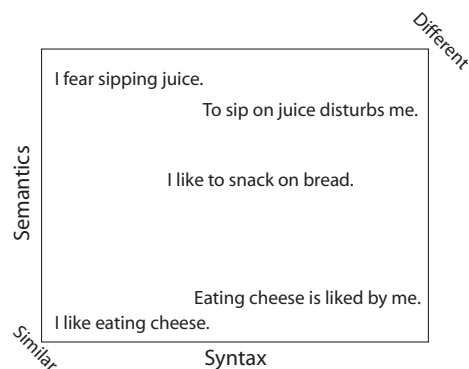 Different
I fear sipping juice.
To sip on juice disturbs me.
Semantics
I like to snack on bread.
Eating cheese is liked by me.
I like eating cheese.
Similar
Syntax